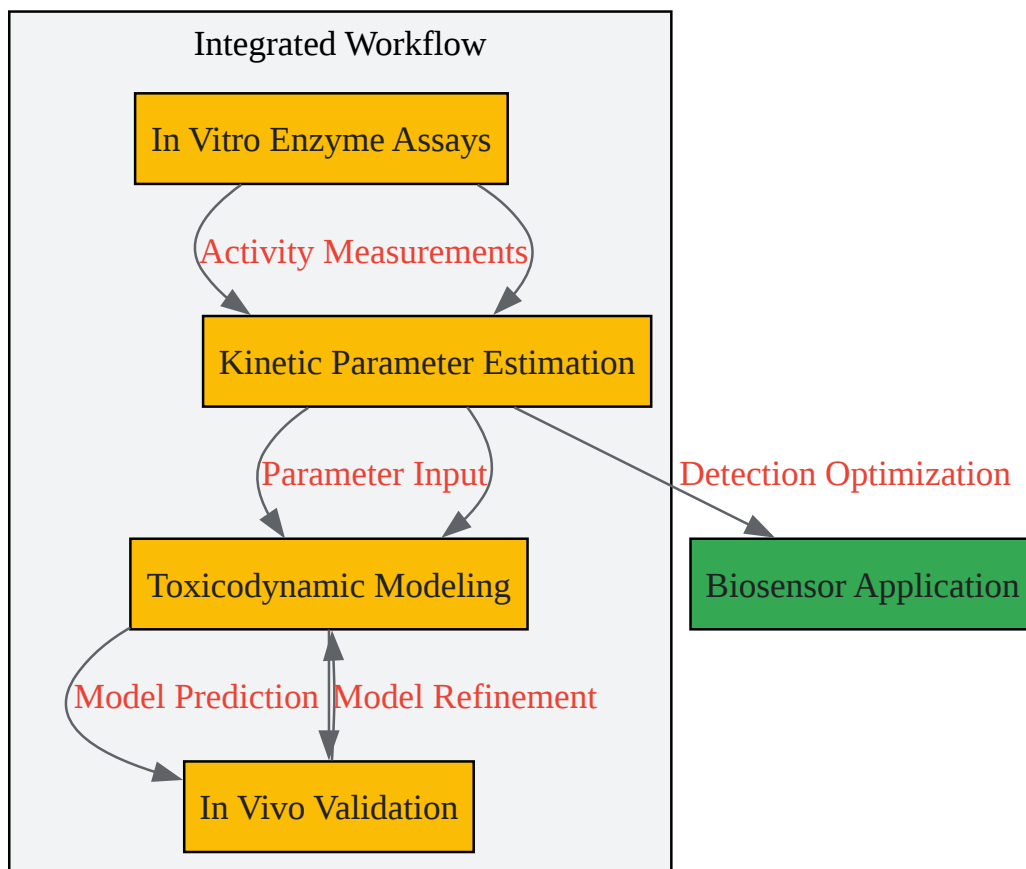 Integrated Workflow
In Vitro Enzyme Assays
Activity Measurements
Kinetic Parameter Estimation
Parameter Input
Detection Optimization
Toxicodynamic Modeling
Biosensor Application
Model Prediction
Model Refinement
In Vivo Validation